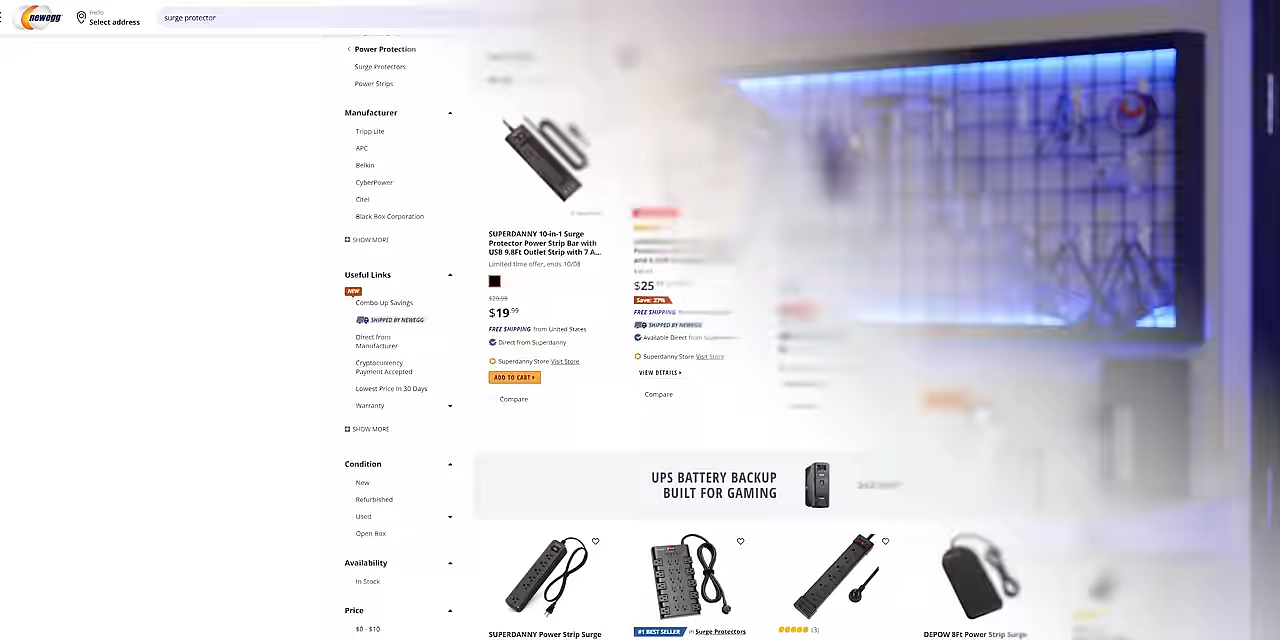 newegg
Hello
Select address
surge protector
Power Protection
Surge Protectors
Power Strips
Manufacturer
Tripp Lite
APC
Belkin
CyberPower
Citel
Black Box Corporation
SHOW MORE
Useful Links
NEW
Combo Up Savings
SHIPPED BY NEWEGG
Direct from
Manufacturer
Cryptocurrency
Payment Accepted
Lowest Price in 30 Days
Warranty
SHOW MORE
Condition
New
Refurbished
Used
Open Box
Availability
In Stock
Price
$0 - $10
SUPERDANNY 10-in-1 Surge
Protector Power Strip Bar with
USB 9.8Ft Outlet Strip with 7 A...
Limited time offer, ends 10/08
$29.99
$19.99
FREE SHIPPING from United States
Direct from Superdanny
Superdanny Store Visit Store
ADD TO CART
Compare
$25
Save: 27%
FREE SHIPPING
SHIPPED BY NEWEGG
Available Direct from
Superdanny Store Visit Store
VIEW DETAILS
Compare
UPS BATTERY BACKUP
BUILT FOR GAMING
SUPERDANNY Power Strip Surge
#1 BEST SELLER in Surge Protectors
(3)
DEPOW 8Ft Power Strip Surge